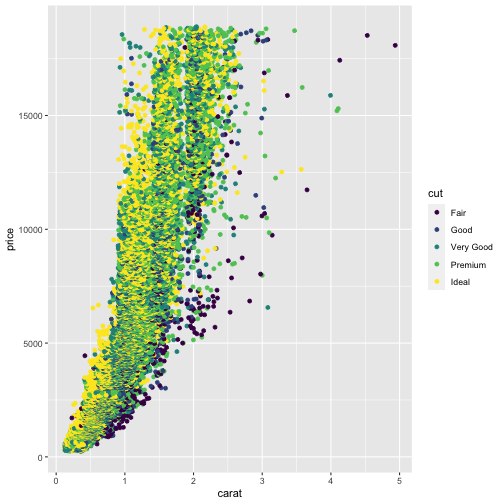 15000
10000
5000
0
price
0
1
2
3
4
5
carat
cut
Fair
Good
Very Good
Premium
Ideal